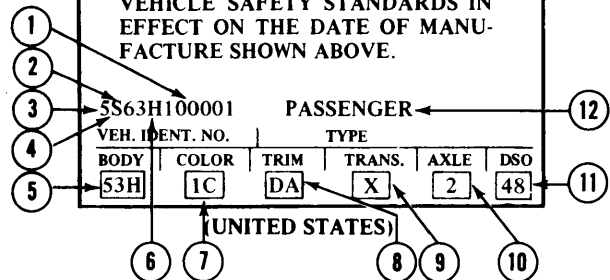 VEHICLE SAFETY STANDARDS IN
EFFECT ON THE DATE OF MANU-
FACTURE SHOWN ABOVE.
1
2
3 5S63H100001 PASSENGER 12
4 VEH. IDENT. NO. TYPE
BODY COLOR TRIM TRANS. AXLE DSO
5 53H 1C DA X 2 48 11
(UNITED STATES)
6 7 8 9 10